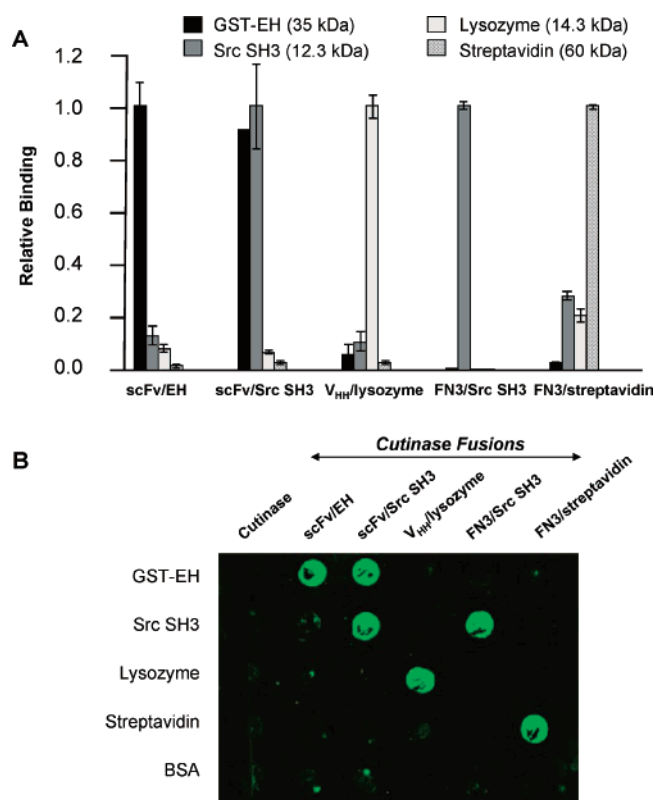 A
GST-EH (35 kDa)
Src SH3 (12.3 kDa)
Lysozyme (14.3 kDa)
Streptavidin (60 kDa)
Relative Binding
1.2
1.0
0.8
0.6
0.4
0.2
0.0
scFv/EH scFv/Src SH3 VHH/lysozyme FN3/Src SH3 FN3/streptavidin
B
Cutinase Fusions
Cutinase
scFv/EH
scFv/Src SH3
VHH/lysozyme
FN3/Src SH3
FN3/streptavidin
GST-EH
Src SH3
Lysozyme
Streptavidin
BSA